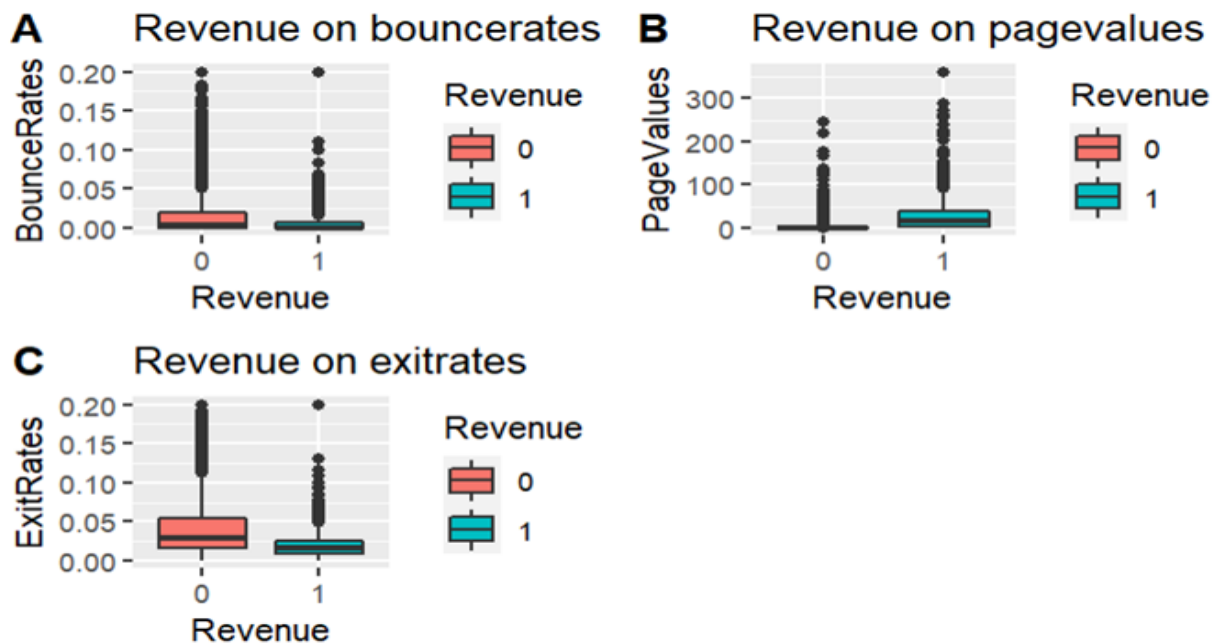 A Revenue on bouncerates
BounceRates
0.20
0.15
0.10
0.05
0.00
0 1
Revenue
Revenue
0
1
B Revenue on pagevalues
PageValues
300
200
100
0
0 1
Revenue
Revenue
0
1
C Revenue on exitrates
ExitRates
0.20
0.15
0.10
0.05
0.00
0 1
Revenue
Revenue
0
1